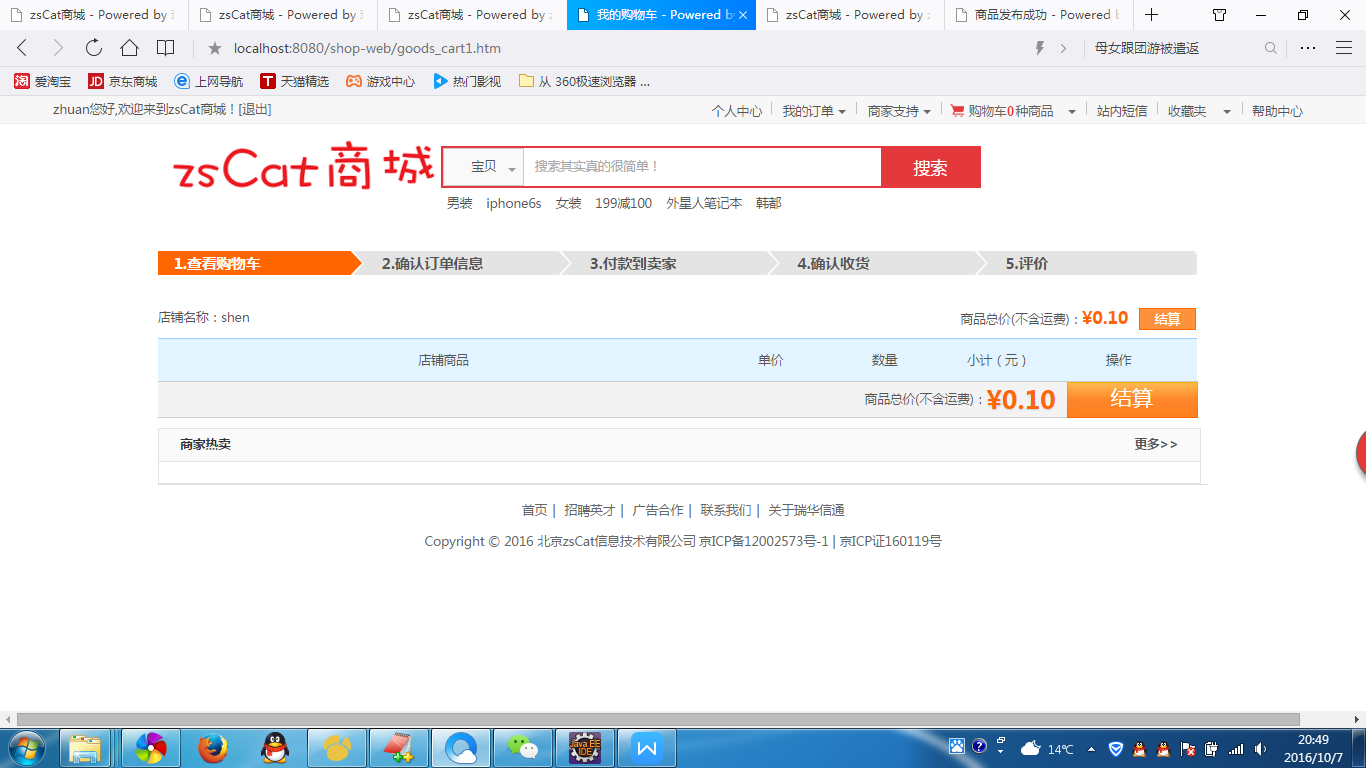 zsCat商城 - Powered by zsCat商城 - Powered by zsCat商城 - Powered by 我的购物车 - Powered by zsCat商城 - Powered by 商品发布成功 - Powered
localhost:8080/shop-web/goods_cart1.htm 母女跟团游被遣返
爱淘宝 JD 京东商城 上网导航 T 天猫精选 游戏中心 热门影视 从 360极速浏览器 ...
zhuan您好,欢迎来到zsCat商城！[退出] 个人中心 我的订单 商家支持 购物车0种商品 站内短信 收藏夹 帮助中心
zsCat商城 宝贝 搜索其实真的很简单！ 搜索
男装 iphone6s 女装 199减100 外星人笔记本 韩都
1.查看购物车 2.确认订单信息 3.付款到卖家 4.确认收货 5.评价
店铺名称：shen 商品总价(不含运费)：¥0.10 结算
店铺商品 单价 数量 小计（元） 操作
商品总价(不含运费)：¥0.10 结算
商家热卖 更多>>
首页 | 招聘英才 | 广告合作 | 联系我们 | 关于瑞华信通
Copyright © 2016 北京zsCat信息技术有限公司 京ICP备12002573号-1 | 京ICP证160119号
Java EE IDE 14℃ 20:49
2016/10/7